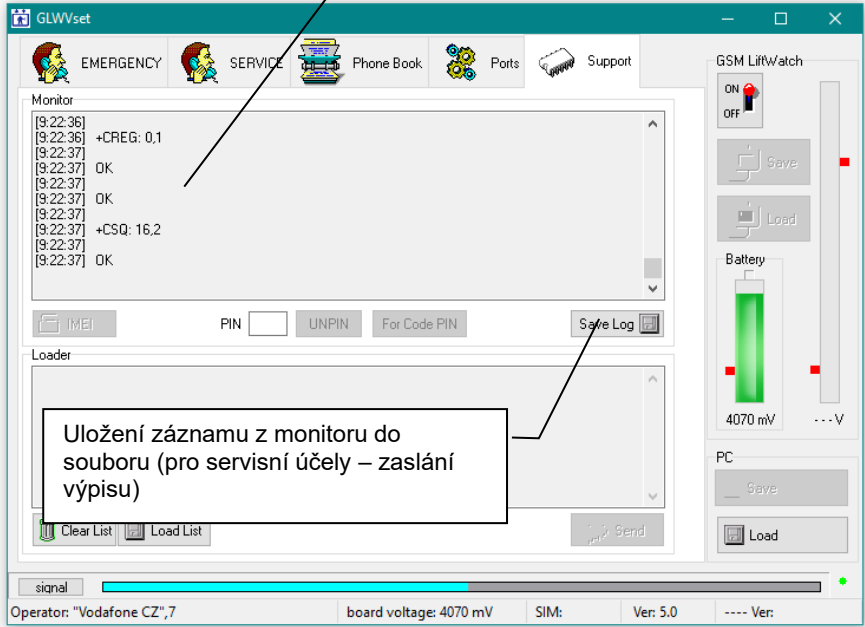 GLWVset
EMERGENCY
SERVICE
Phone Book
Ports
Support
Monitor
[9:22:36]
[9:22:36] +CREG: 0,1
[9:22:37]
[9:22:37] OK
[9:22:37]
[9:22:37] OK
[9:22:37]
[9:22:37] +CSQ: 16,2
[9:22:37]
[9:22:37] OK
IMEI
PIN
UNPIN
For Code PIN
Save Log
Loader
Uložení záznamu z monitoru do
souboru (pro servisní účely – zaslání
výpisu)
Clear List
Load List
Send
GSM LiftWatch
ON
OFF
Save
Load
Battery
4070 mV
---V
PC
Save
Load
signal
Operator: "Vodafone CZ",7
board voltage: 4070 mV
SIM:
Ver: 5.0
---- Ver: